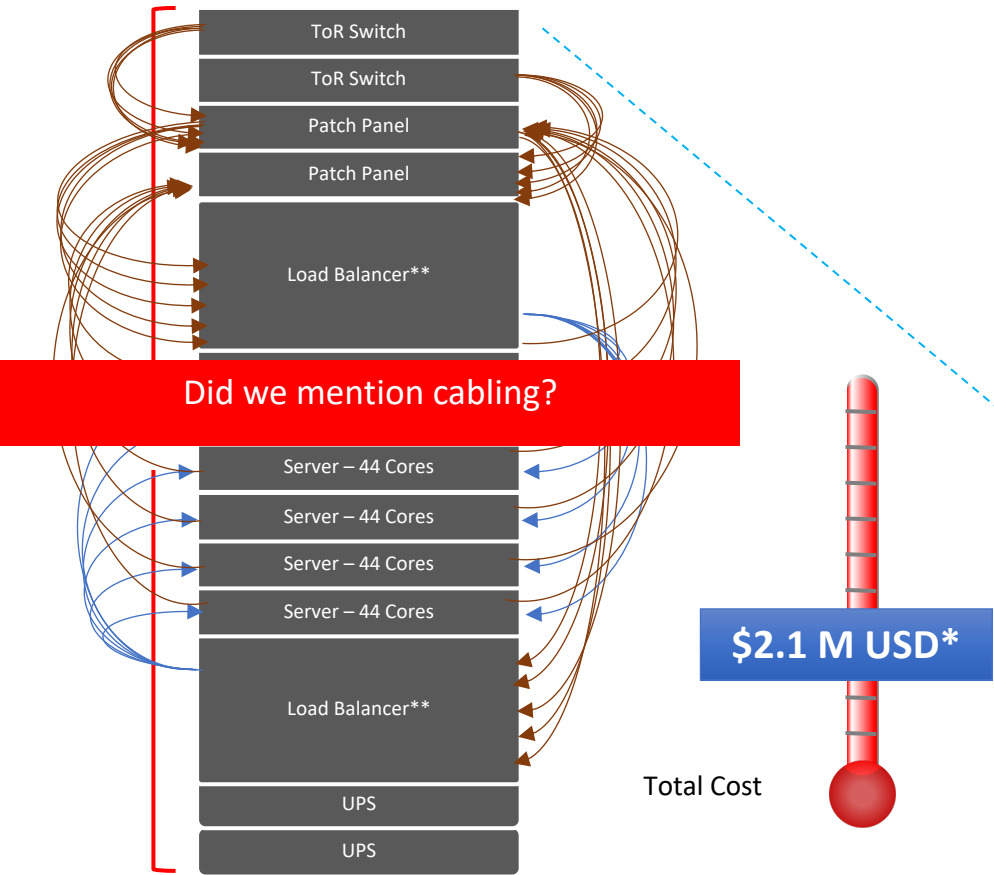 ToR Switch
ToR Switch
Patch Panel
Patch Panel
Load Balancer**
Did we mention cabling?
Server – 44 Cores
Server – 44 Cores
Server – 44 Cores
Server – 44 Cores
$2.1 M USD*
Load Balancer**
Total Cost
UPS
UPS